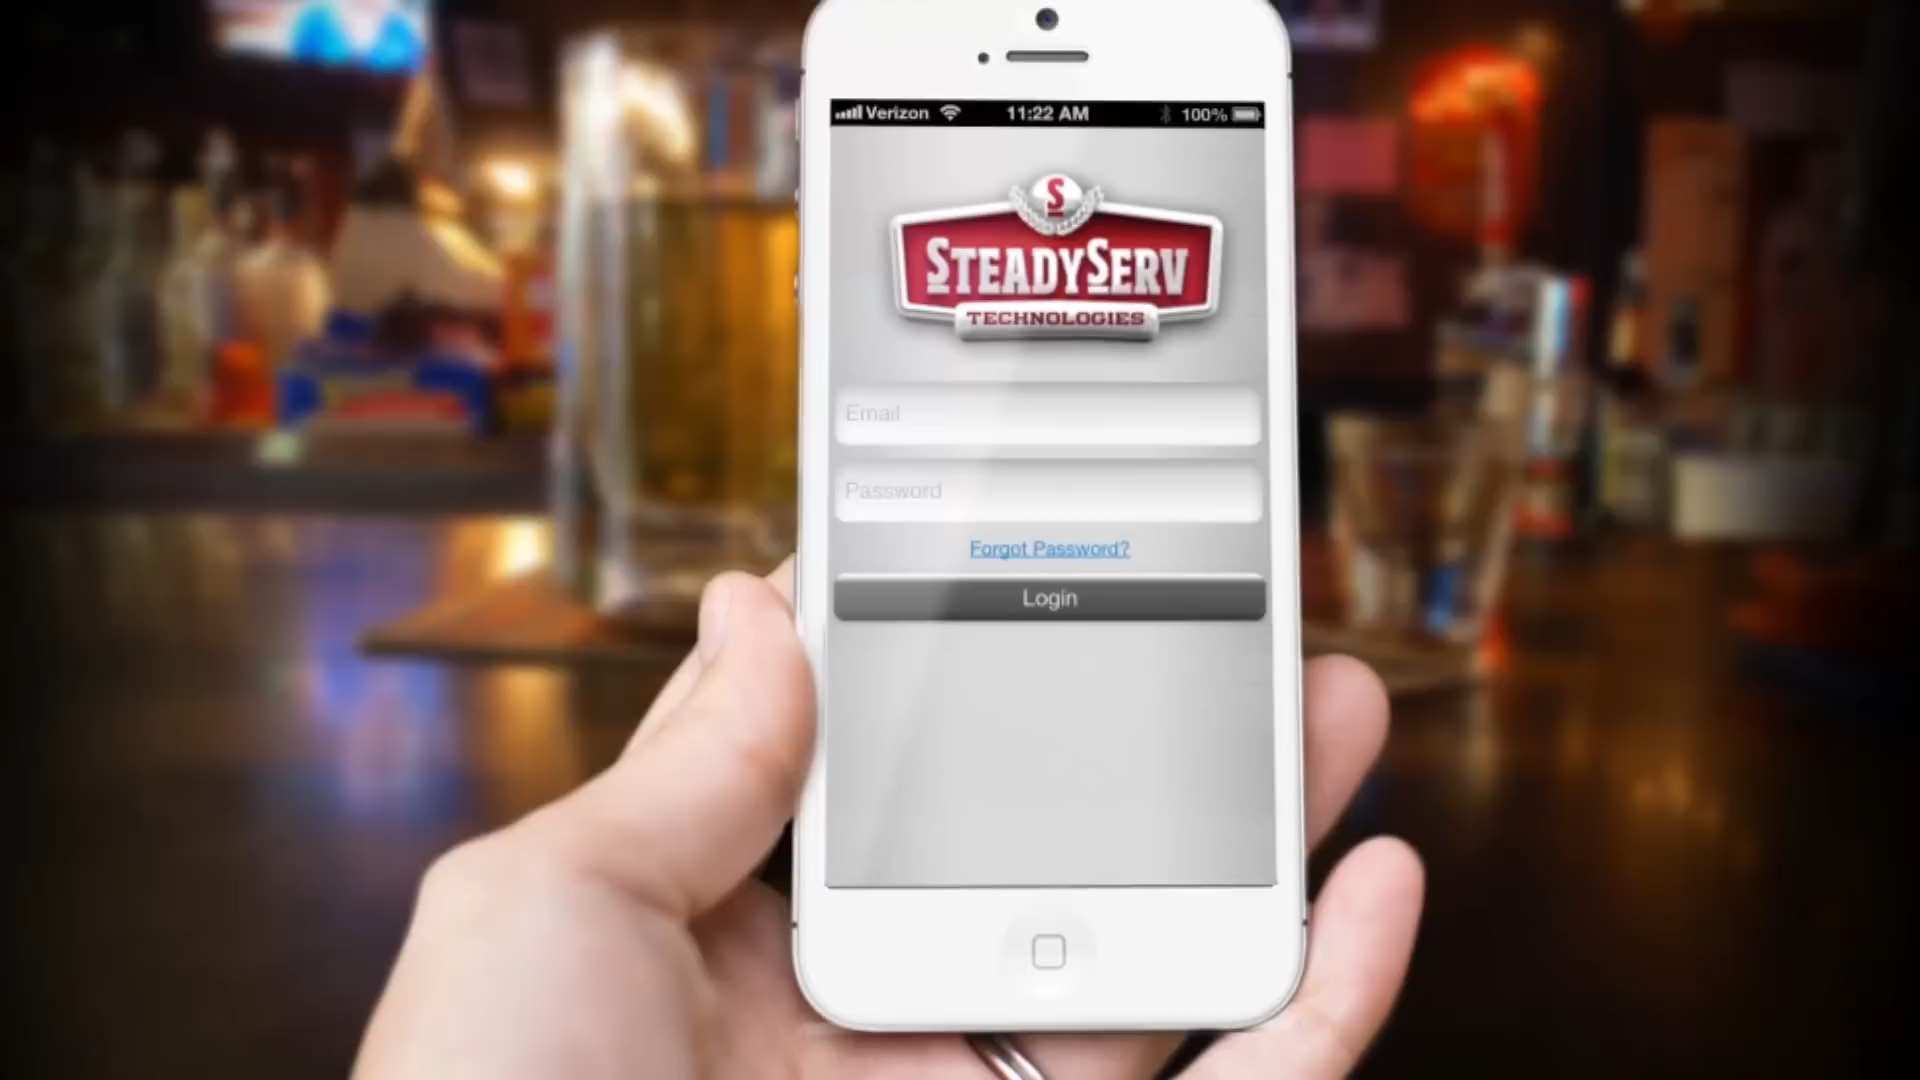 Verizon 11:22 AM 100%
S
STEADYSERV
TECHNOLOGIES
Email
Password
Forgot Password?
Login